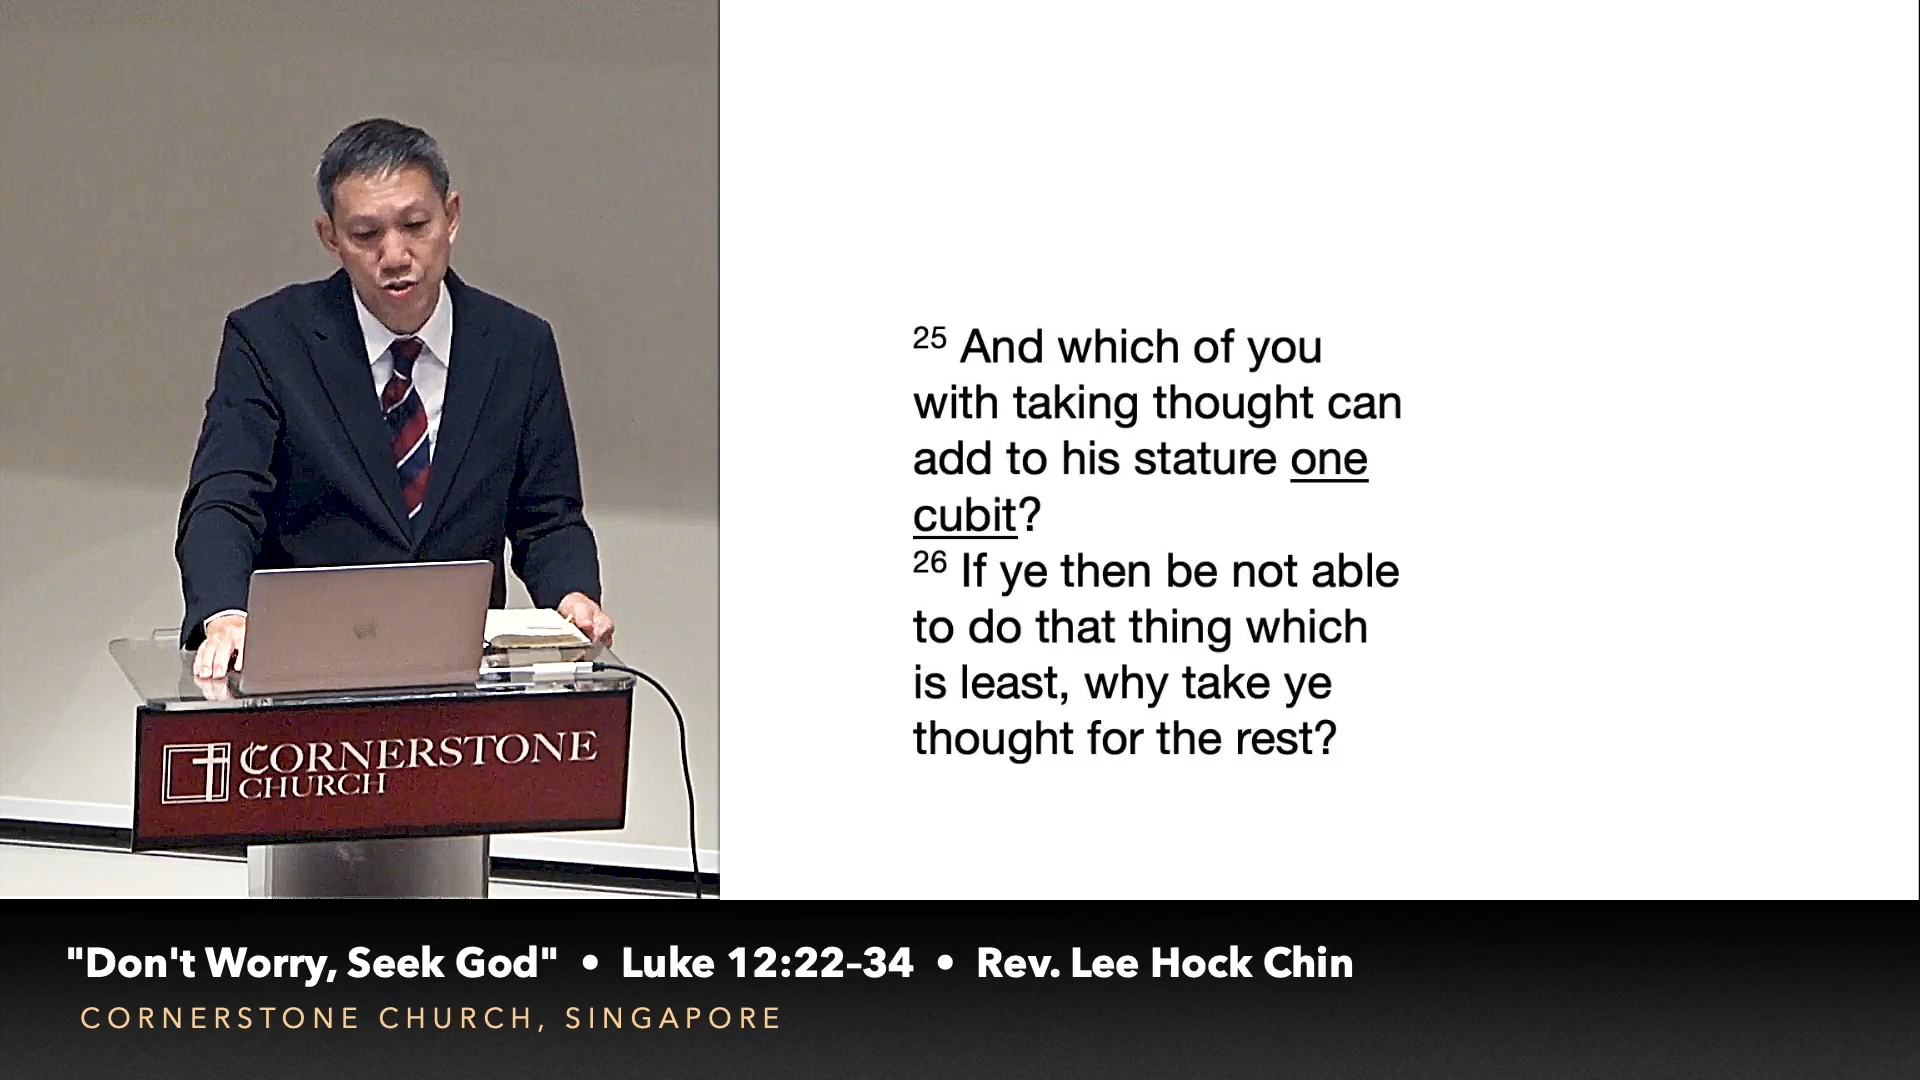 CORNERSTONE
CHURCH
25 And which of you
with taking thought can
add to his stature one
cubit?
26 If ye then be not able
to do that thing which
is least, why take ye
thought for the rest?
"Don't Worry, Seek God" • Luke 12:22–34 • Rev. Lee Hock Chin
CORNERSTONE CHURCH, SINGAPORE